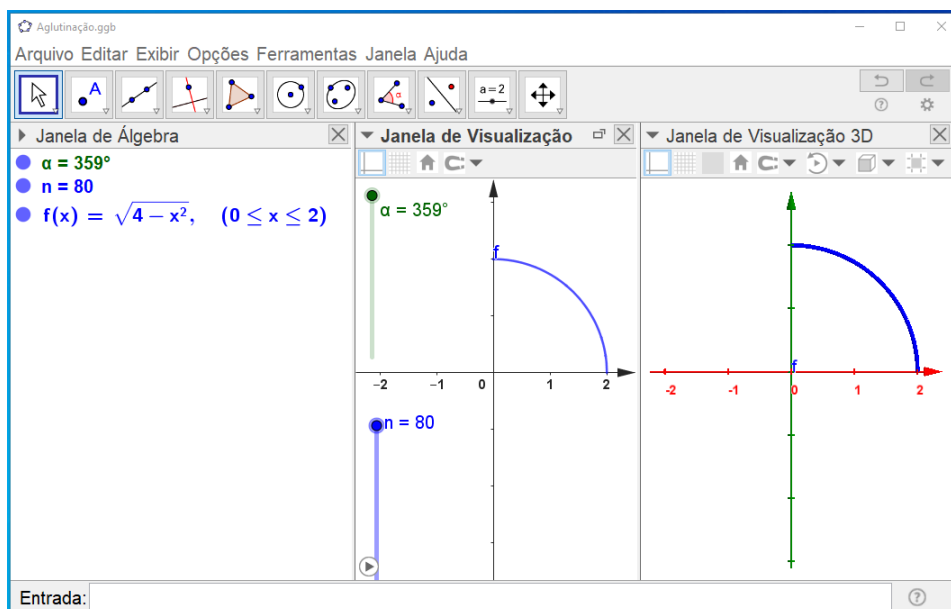 Aglutinação.ggb
Arquivo Editar Exibir Opções Ferramentas Janela Ajuda
A
α
a=2
Janela de Álgebra
α = 359°
n = 80
f(x) = √(4 − x²), (0 ≤ x ≤ 2)
Janela de Visualização
α = 359°
f
−2 −1 0 1 2
n = 80
Janela de Visualização 3D
f
-2 -1 0 1 2
Entrada: